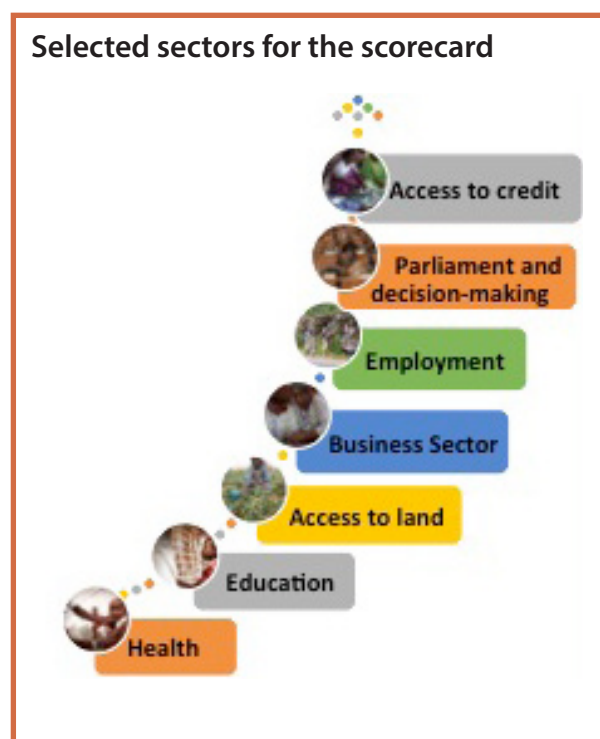 Selected sectors for the scorecard
Access to credit
Parliament and
decision-making
Employment
Business Sector
Access to land
Education
Health